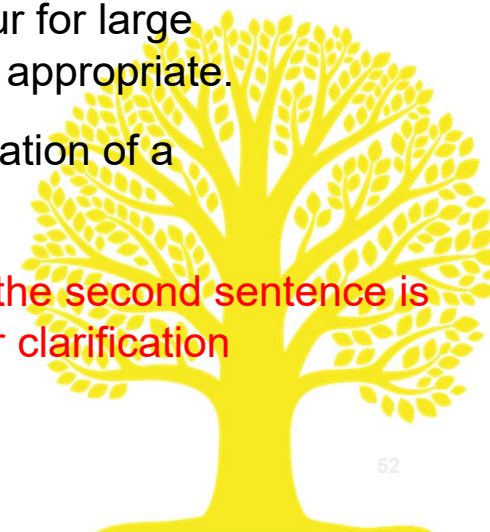 ur for large
appropriate.
ation of a
the second sentence is
r clarification
52